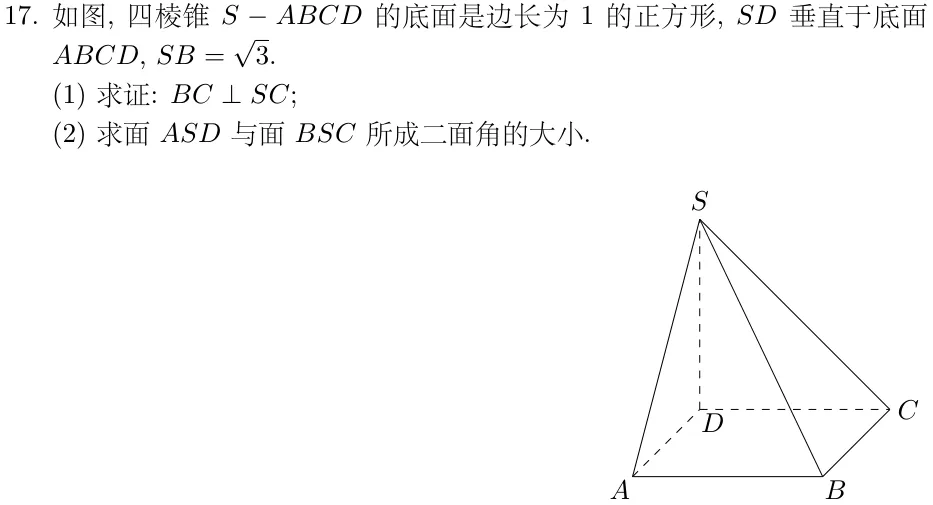 17. 如图, 四棱锥 S − ABCD 的底面是边长为 1 的正方形, SD 垂直于底面
ABCD, SB = √3.
(1) 求证: BC ⊥ SC;
(2) 求面 ASD 与面 BSC 所成二面角的大小.
S
D
C
A
B